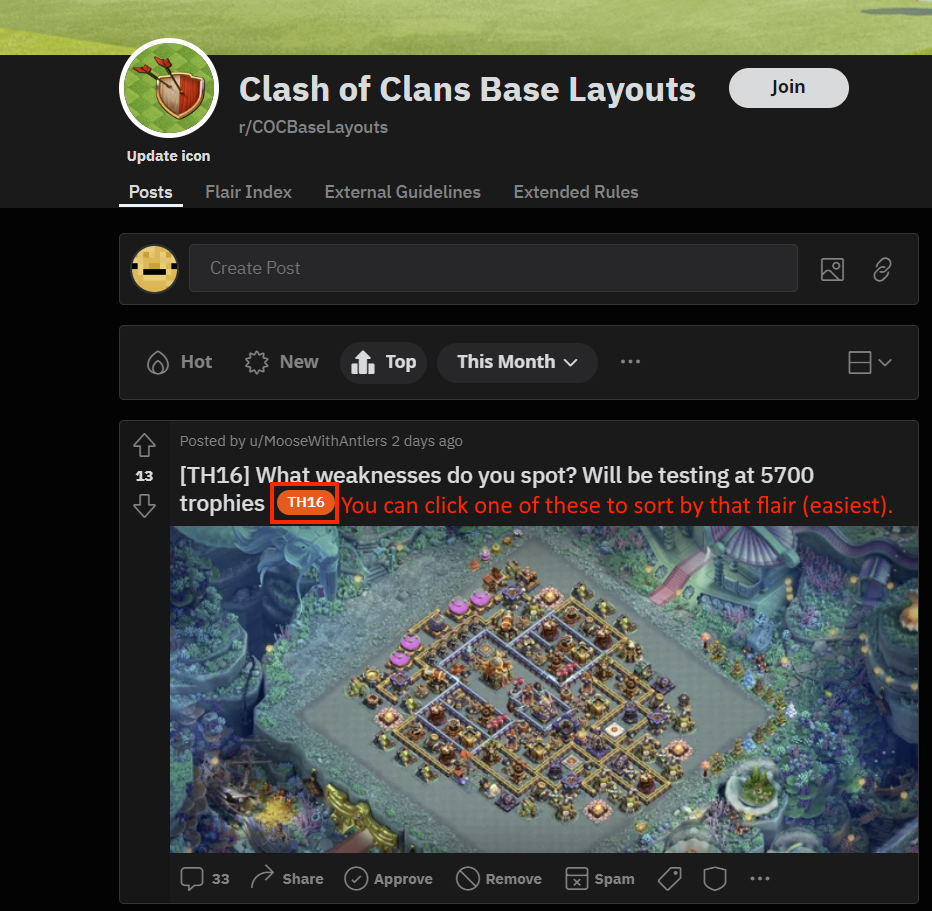 Clash of Clans Base Layouts
Join
r/COCBaseLayouts
Update icon
Posts Flair Index External Guidelines Extended Rules
Create Post
Hot New Top This Month ...
Posted by u/MooseWithAntlers 2 days ago
13
[TH16] What weaknesses do you spot? Will be testing at 5700
trophies TH16 You can click one of these to sort by that flair (easiest).
33 Share Approve Remove Spam ...